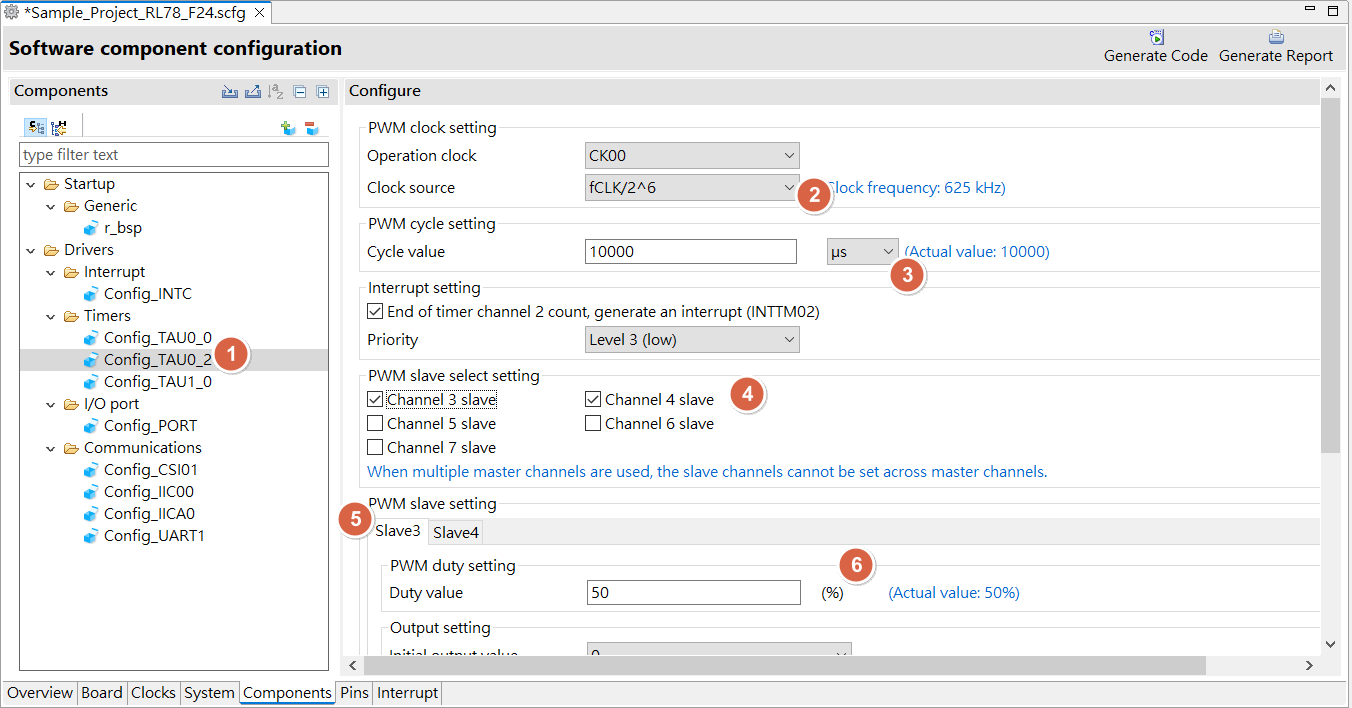 *Sample_Project_RL78_F24.scfg
Software component configuration
Generate Code Generate Report
Components
type filter text
Startup
Generic
r_bsp
Drivers
Interrupt
Config_INTC
Timers
Config_TAU0_0
Config_TAU0_2 1
Config_TAU1_0
I/O port
Config_PORT
Communications
Config_CSI01
Config_IIC00
Config_IICA0
Config_UART1
Configure
PWM clock setting
Operation clock CK00
Clock source fCLK/2^6 2 lock frequency: 625 kHz)
PWM cycle setting
Cycle value 10000 µs (Actual value: 10000)
3
Interrupt setting
End of timer channel 2 count, generate an interrupt (INTTM02)
Priority Level 3 (low)
PWM slave select setting
Channel 3 slave Channel 4 slave 4
Channel 5 slave Channel 6 slave
Channel 7 slave
When multiple master channels are used, the slave channels cannot be set across master channels.
PWM slave setting
5 Slave3 Slave4
PWM duty setting 6
Duty value 50 (%) (Actual value: 50%)
Output setting
Initial output value 0
Overview Board Clocks System Components Pins Interrupt